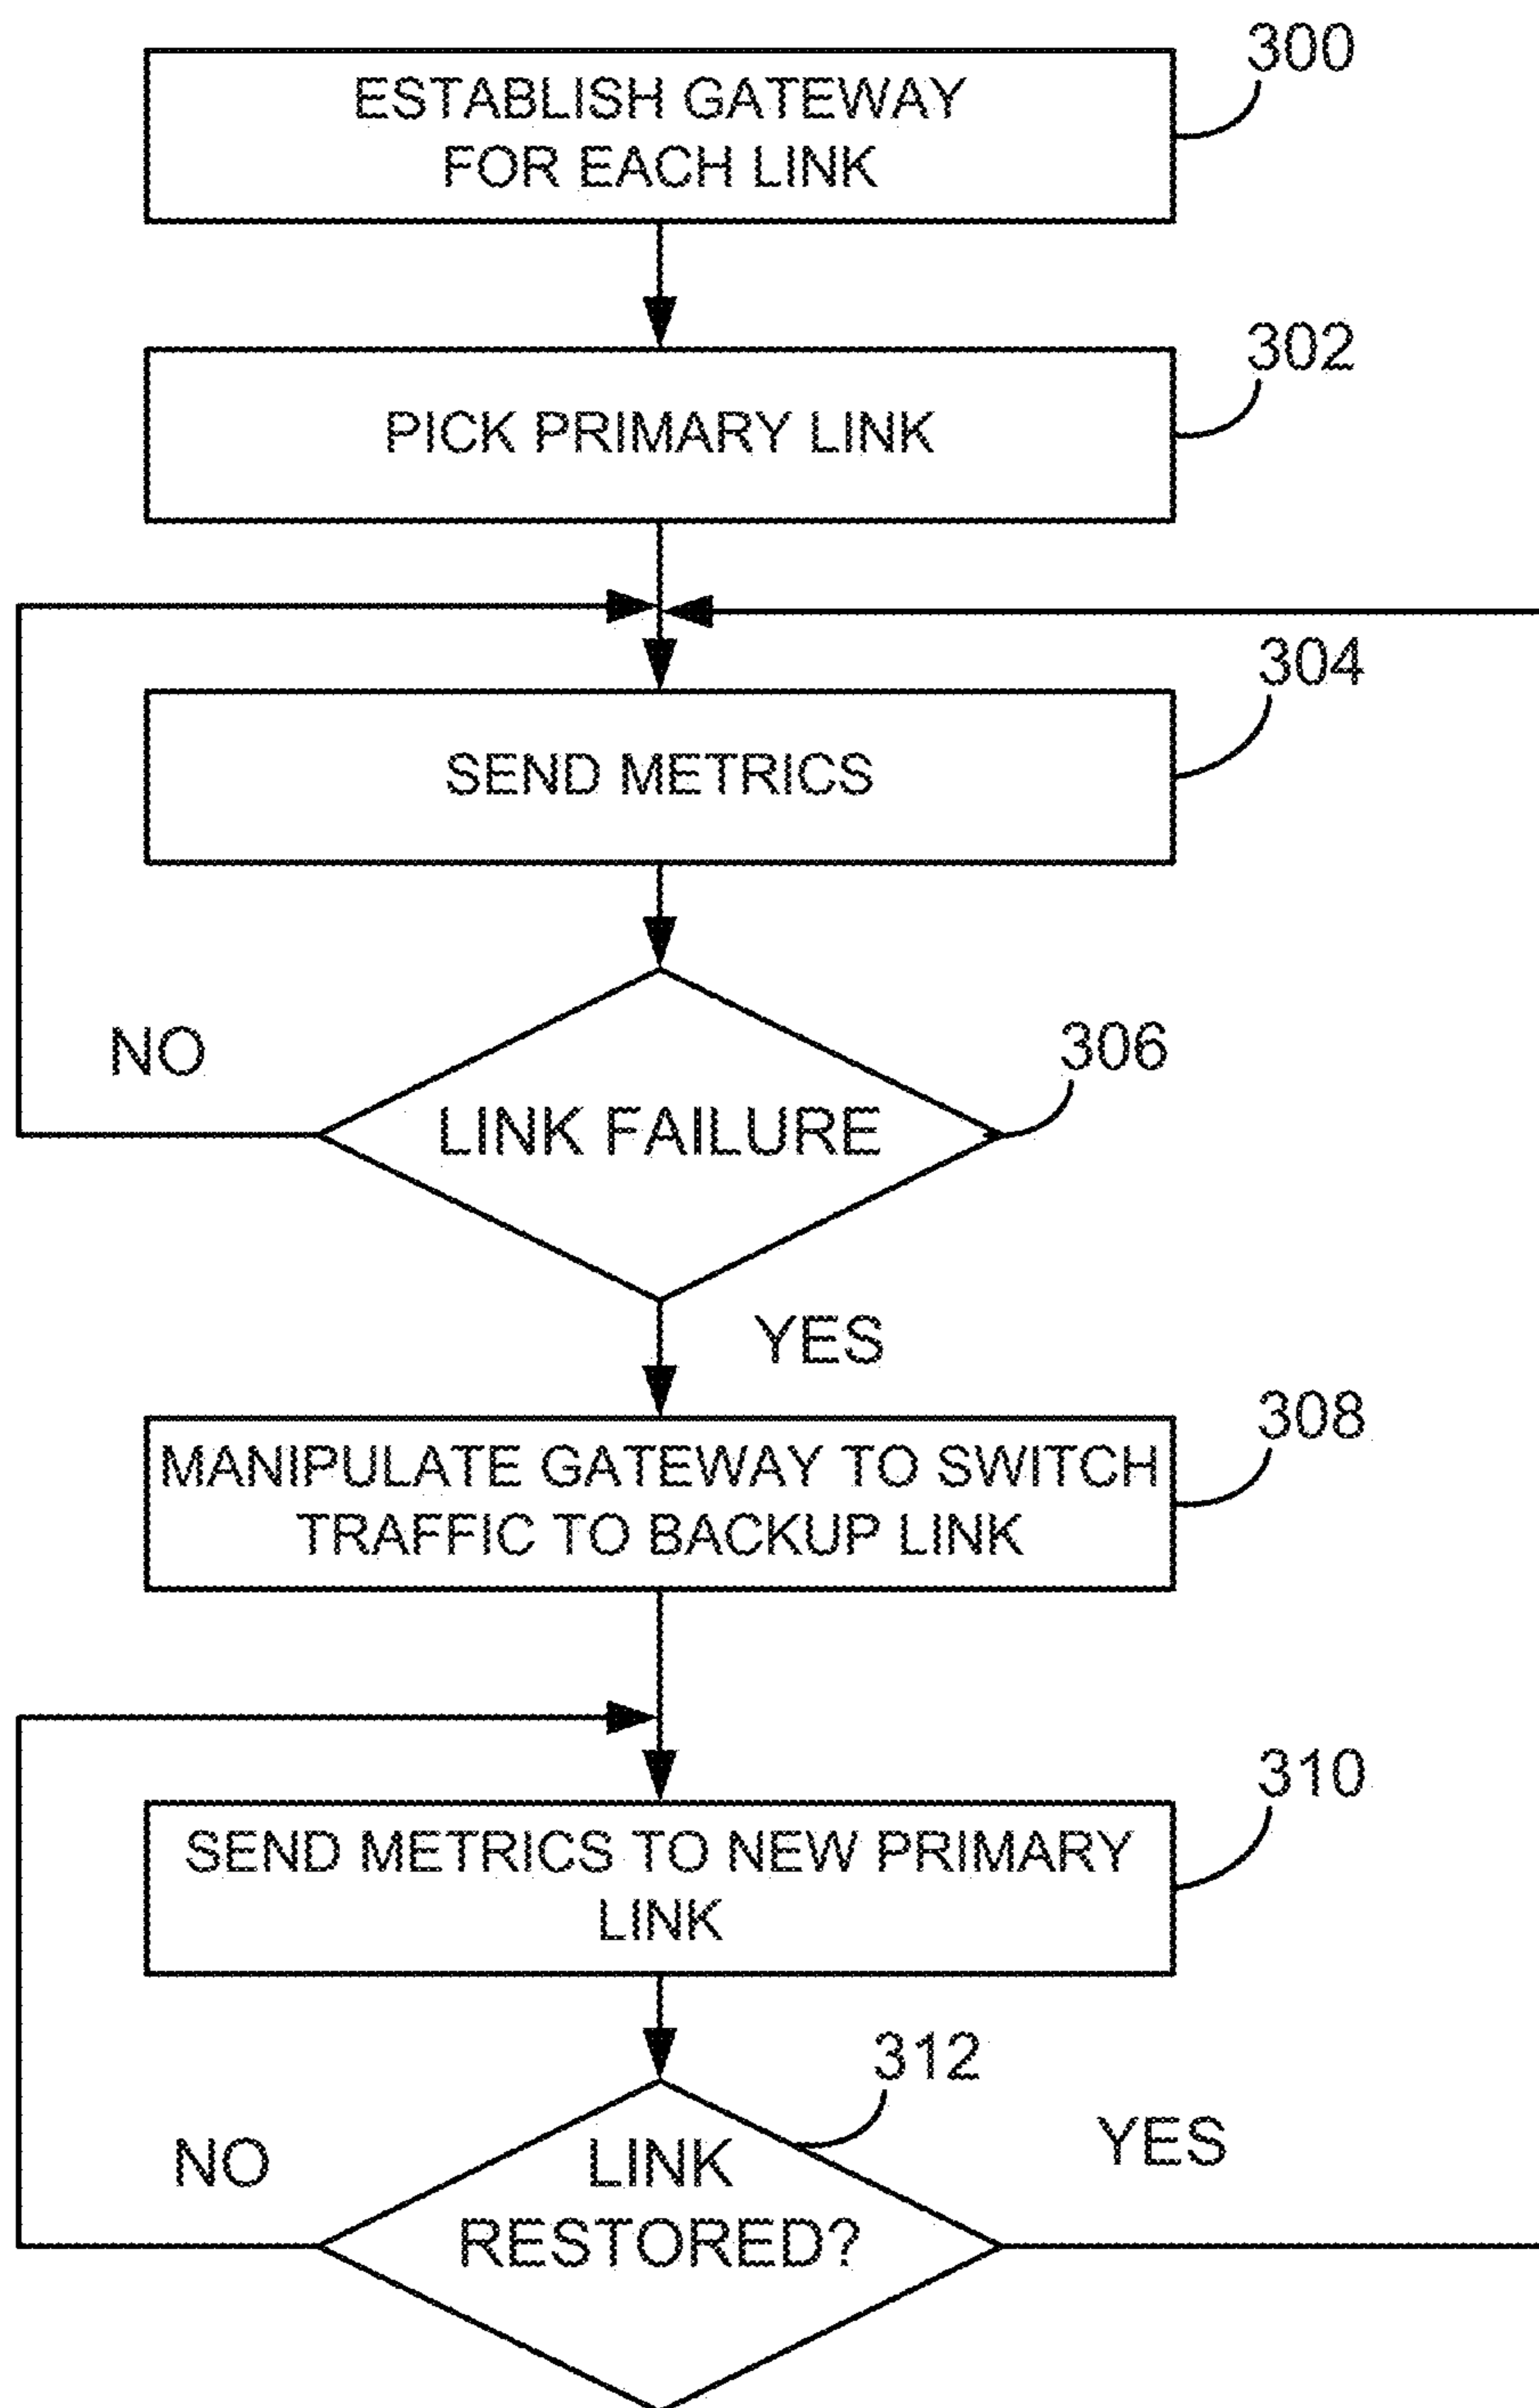 300
ESTABLISH GATEWAY
FOR EACH LINK
302
PICK PRIMARY LINK
304
SEND METRICS
NO
306
LINK FAILURE
YES
308
MANIPULATE GATEWAY TO SWITCH
TRAFFIC TO BACKUP LINK
310
SEND METRICS TO NEW PRIMARY
LINK
312
NO
YES
LINK
RESTORED?